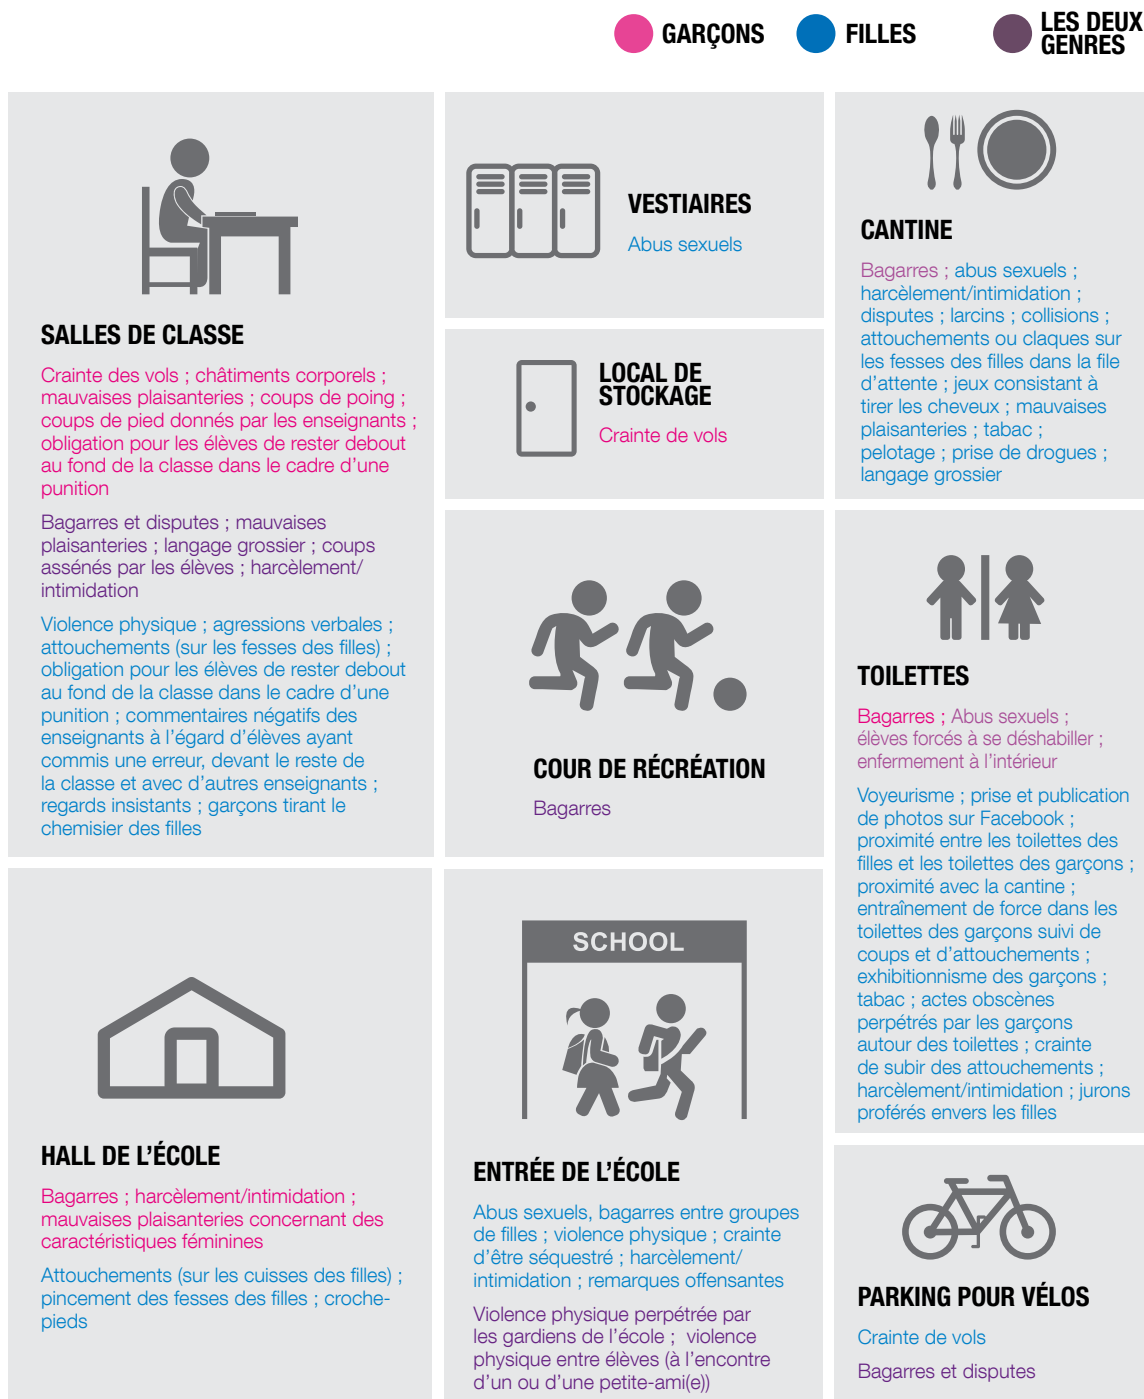 GARÇONS
FILLES
LES DEUX
GENRES
SALLES DE CLASSE
Crainte des vols ; châtiments corporels ;
mauvaises plaisanteries ; coups de poing ;
coups de pied donnés par les enseignants ;
obligation pour les élèves de rester debout
au fond de la classe dans le cadre d’une
punition
Bagarres et disputes ; mauvaises
plaisanteries ; langage grossier ; coups
assénés par les élèves ; harcèlement/
intimidation
Violence physique ; agressions verbales ;
attouchements (sur les fesses des filles) ;
obligation pour les élèves de rester debout
au fond de la classe dans le cadre d’une
punition ; commentaires négatifs des
enseignants à l’égard d’élèves ayant
commis une erreur, devant le reste de
la classe et avec d’autres enseignants ;
regards insistants ; garçons tirant le
chemisier des filles
VESTIAIRES
Abus sexuels
LOCAL DE
STOCKAGE
Crainte de vols
CANTINE
Bagarres ; abus sexuels ;
harcèlement/intimidation ;
disputes ; larcins ; collisions ;
attouchements ou claques sur
les fesses des filles dans la file
d’attente ; jeux consistant à
tirer les cheveux ; mauvaises
plaisanteries ; tabac ;
pelotage ; prise de drogues ;
langage grossier
COUR DE RÉCRÉATION
Bagarres
TOILETTES
Bagarres ; Abus sexuels ;
élèves forcés à se déshabiller ;
enfermement à l’intérieur
Voyeurisme ; prise et publication
de photos sur Facebook ;
proximité entre les toilettes des
filles et les toilettes des garçons ;
proximité avec la cantine ;
entraînement de force dans les
toilettes des garçons suivi de
coups et d’attouchements ;
exhibitionnisme des garçons ;
tabac ; actes obscènes
perpétrés par les garçons
autour des toilettes ; crainte
de subir des attouchements ;
harcèlement/intimidation ; jurons
proférés envers les filles
HALL DE L’ÉCOLE
Bagarres ; harcèlement/intimidation ;
mauvaises plaisanteries concernant des
caractéristiques féminines
Attouchements (sur les cuisses des filles) ;
pincement des fesses des filles ; croche-
pieds
SCHOOL
ENTRÉE DE L’ÉCOLE
Abus sexuels, bagarres entre groupes
de filles ; violence physique ; crainte
d’être séquestré ; harcèlement/
intimidation ; remarques offensantes
Violence physique perpétrée par
les gardiens de l’école ; violence
physique entre élèves (à l’encontre
d’un ou d’une petite-ami(e))
PARKING POUR VÉLOS
Crainte de vols
Bagarres et disputes